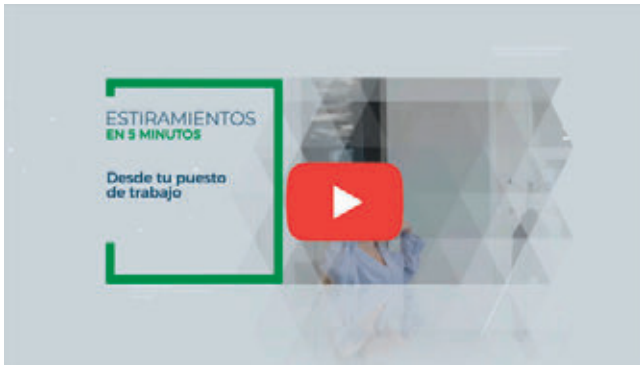 ESTIRAMIENTOS
EN 5 MINUTOS
Desde tu puesto
de trabajo